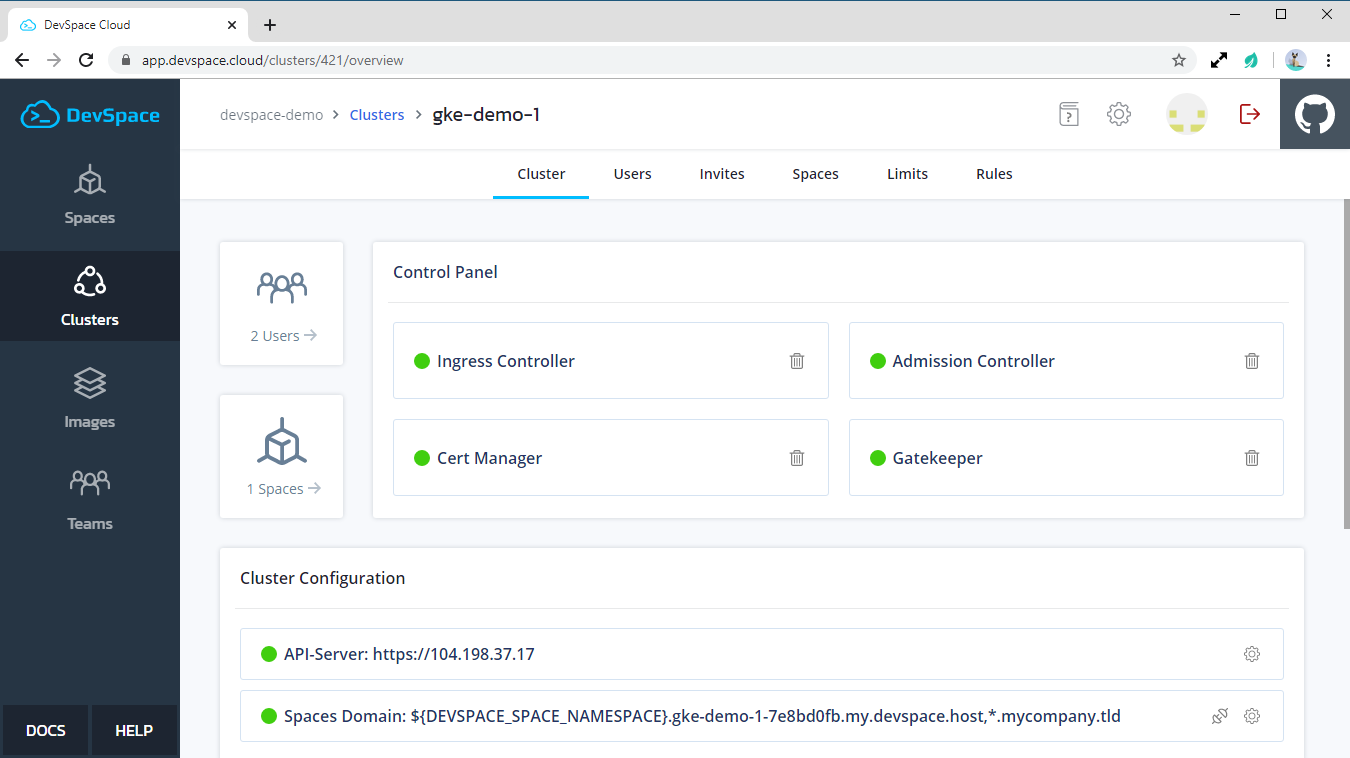 DevSpace Cloud
app.devspace.cloud/clusters/421/overview
DevSpace
devspace-demo > Clusters > gke-demo-1
?
Cluster Users Invites Spaces Limits Rules
Spaces
Clusters
Images
Teams
DOCS HELP
2 Users →
1 Spaces →
Control Panel
Ingress Controller
Admission Controller
Cert Manager
Gatekeeper
Cluster Configuration
API-Server: https://104.198.37.17
Spaces Domain: ${DEVSPACE_SPACE_NAMESPACE}.gke-demo-1-7e8bd0fb.my.devspace.host,*.mycompany.tld